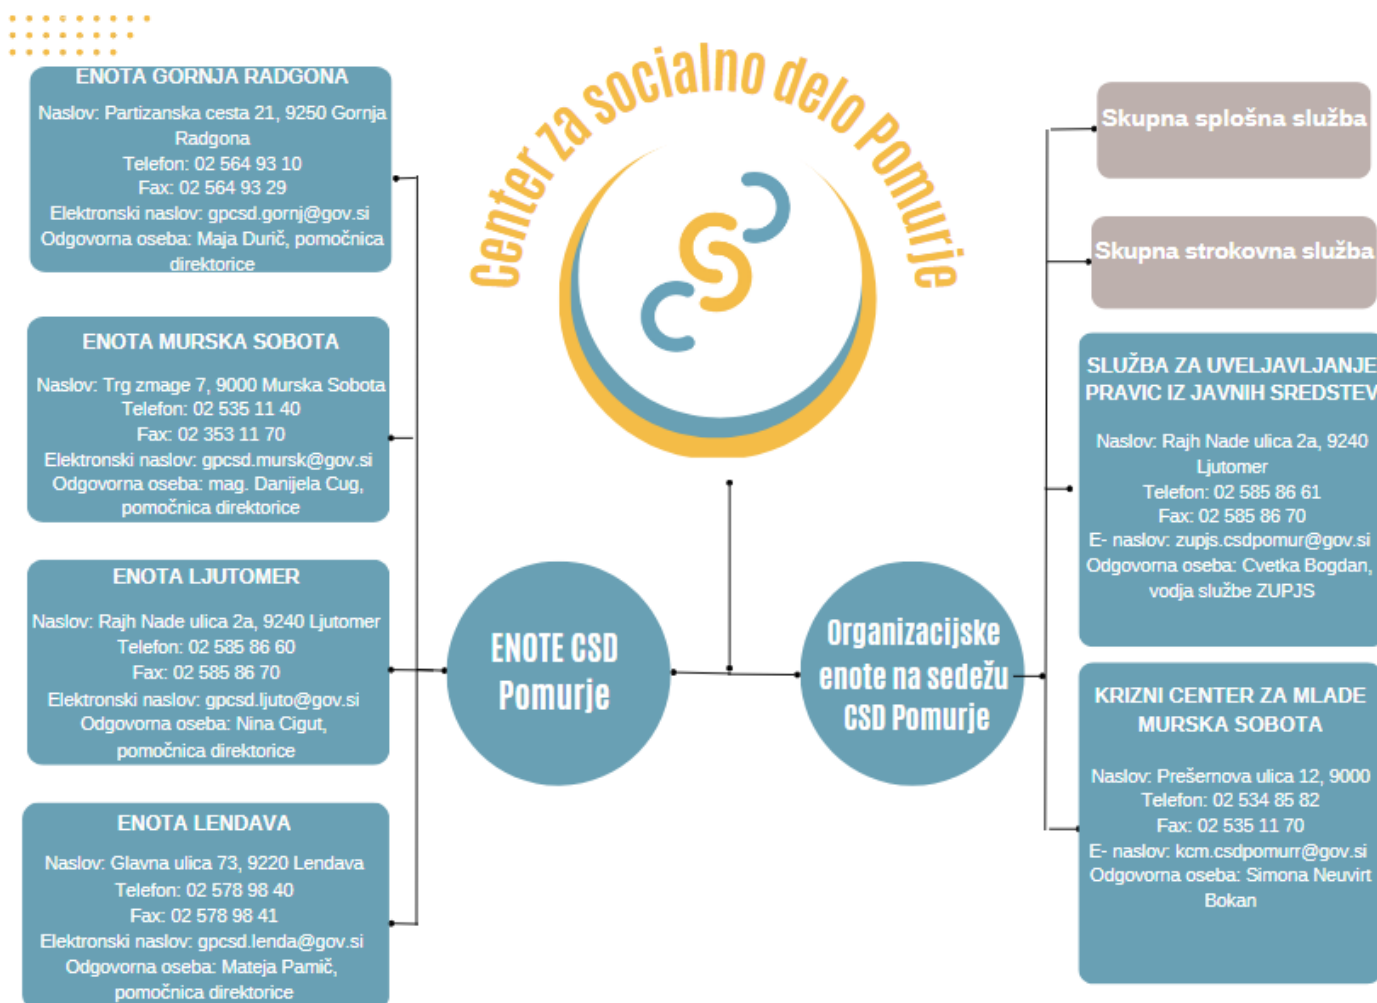 Center za socialno delo Pomurje
ENOTA GORNJA RADGONA
Naslov: Partizanska cesta 21, 9250 Gornja
Radgona
Telefon: 02 564 93 10
Fax: 02 564 93 29
Elektronski naslov: gpcsd.gornj@gov.si
Odgovorna oseba: Maja Durič, pomočnica
direktorice
ENOTA MURSKA SOBOTA
Naslov: Trg zmage 7, 9000 Murska Sobota
Telefon: 02 535 11 40
Fax: 02 353 11 70
Elektronski naslov: gpcsd.mursk@gov.si
Odgovorna oseba: mag. Danijela Cug,
pomočnica direktorice
ENOTA LJUTOMER
Naslov: Rajh Nade ulica 2a, 9240 Ljutomer
Telefon: 02 585 86 60
Fax: 02 585 86 70
Elektronski naslov: gpcsd.ljuto@gov.si
Odgovorna oseba: Nina Cigut,
pomočnica direktorice
ENOTA LENDAVA
Naslov: Glavna ulica 73, 9220 Lendava
Telefon: 02 578 98 40
Fax: 02 578 98 41
Elektronski naslov: gpcsd.lenda@gov.si
Odgovorna oseba: Mateja Pamič,
pomočnica direktorice
ENOTE CSD
Pomurje
Organizacijske
enote na sedežu
CSD Pomurje
Skupna splošna služba
Skupna strokovna služba
SLUŽBA ZA UVELJAVLJANJE
PRAVIC IZ JAVNIH SREDSTEV
Naslov: Rajh Nade ulica 2a, 9240
Ljutomer
Telefon: 02 585 86 61
Fax: 02 585 86 70
E- naslov: zupjs.csdpomur@gov.si
Odgovorna oseba: Cvetka Bogdan,
vodja službe ZUPJS
KRIZNI CENTER ZA MLADE
MURSKA SOBOTA
Naslov: Prešernova ulica 12, 9000
Telefon: 02 534 85 82
Fax: 02 535 11 70
E- naslov: kcm.csdpomurr@gov.si
Odgovorna oseba: Simona Neuvirt
Bokan